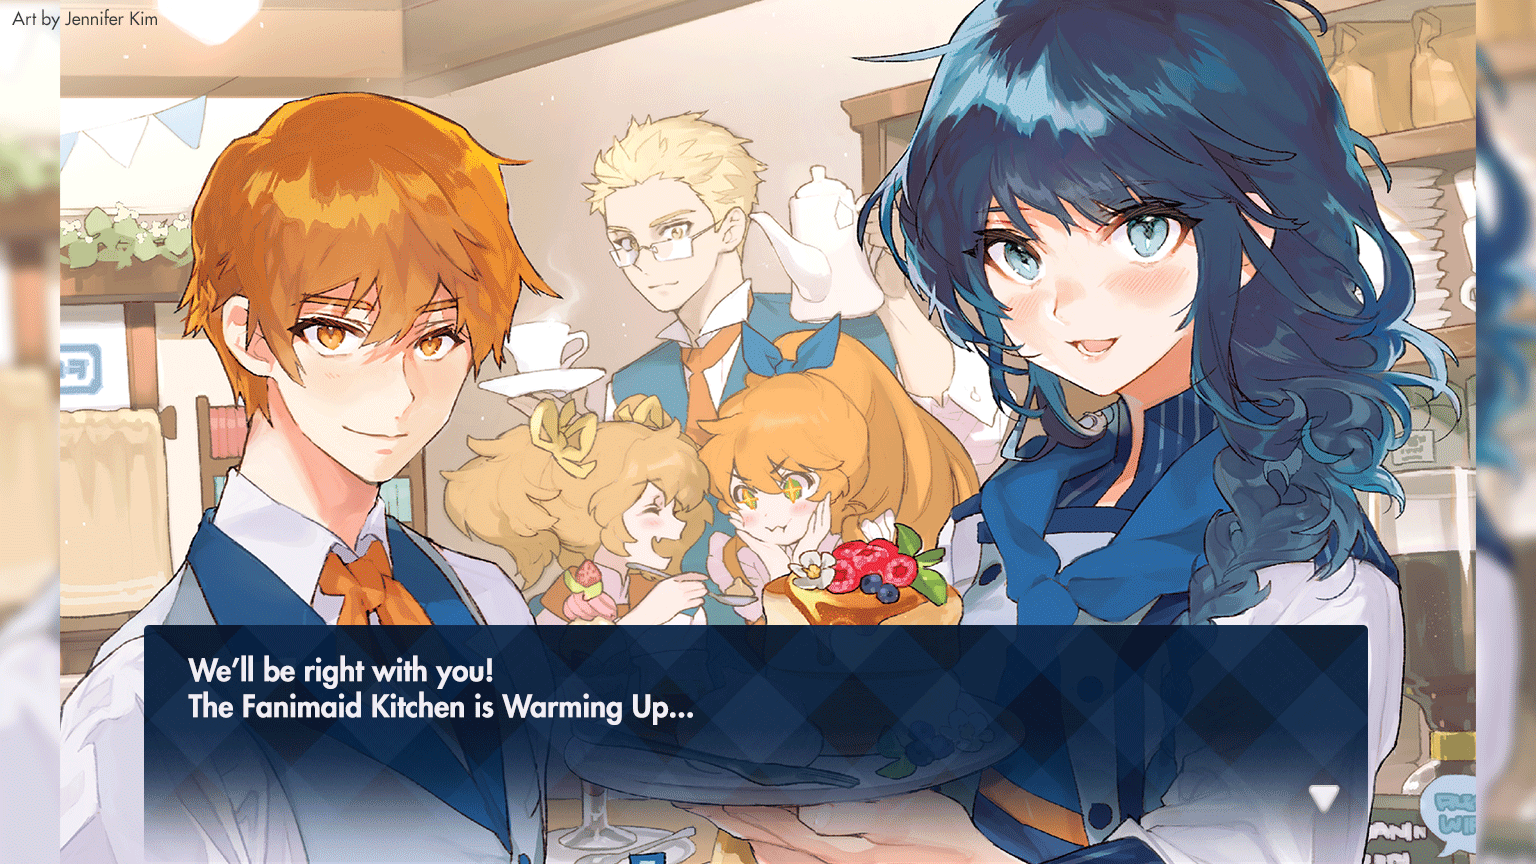 Art by Jennifer Kim
We'll be right with you!
The Fanimaid Kitchen is Warming Up...